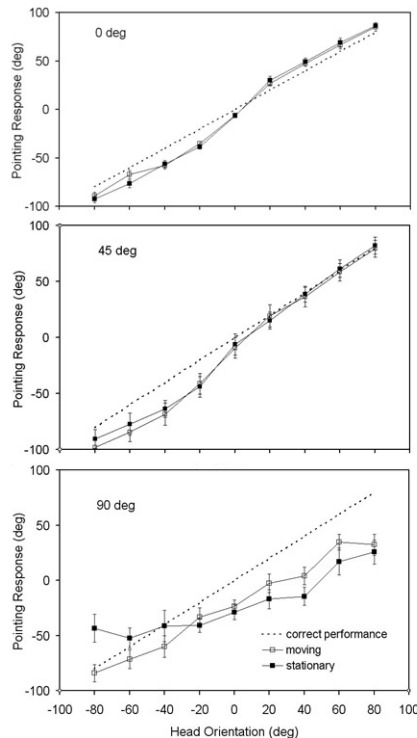 100
50
0
-50
-100
Pointing Response (deg)
0 deg
100
50
0
-50
-100
Pointing Response (deg)
45 deg
100
50
0
-50
-100
Pointing Response (deg)
90 deg
correct performance
moving
stationary
-100 -80 -60 -40 -20 0 20 40 60 80 100
Head Orientation (deg)